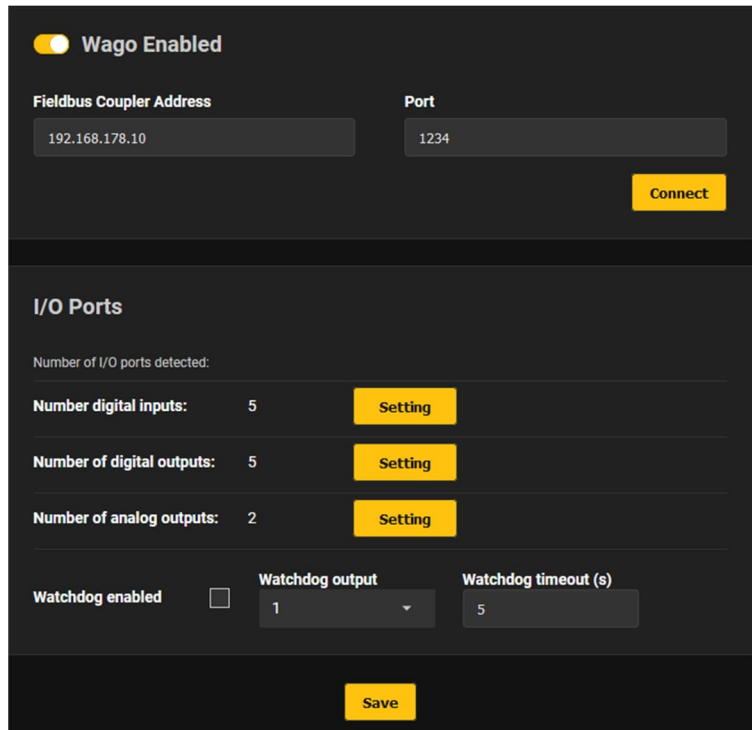 Wago Enabled
Fieldbus Coupler Address Port
192.168.178.10 1234
Connect
I/O Ports
Number of I/O ports detected:
Number digital inputs: 5 Setting
Number of digital outputs: 5 Setting
Number of analog outputs: 2 Setting
Watchdog output Watchdog timeout (s)
Watchdog enabled 1 5
Save